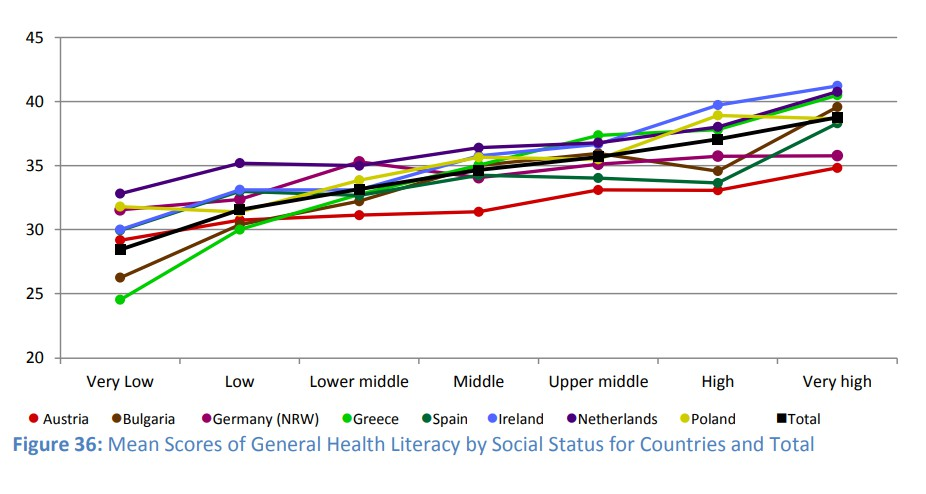 45
40
35
30
25
20
Very Low Low Lower middle Middle Upper middle High Very high
Austria Bulgaria Germany (NRW) Greece Spain Ireland Netherlands Poland Total
Figure 36: Mean Scores of General Health Literacy by Social Status for Countries and Total